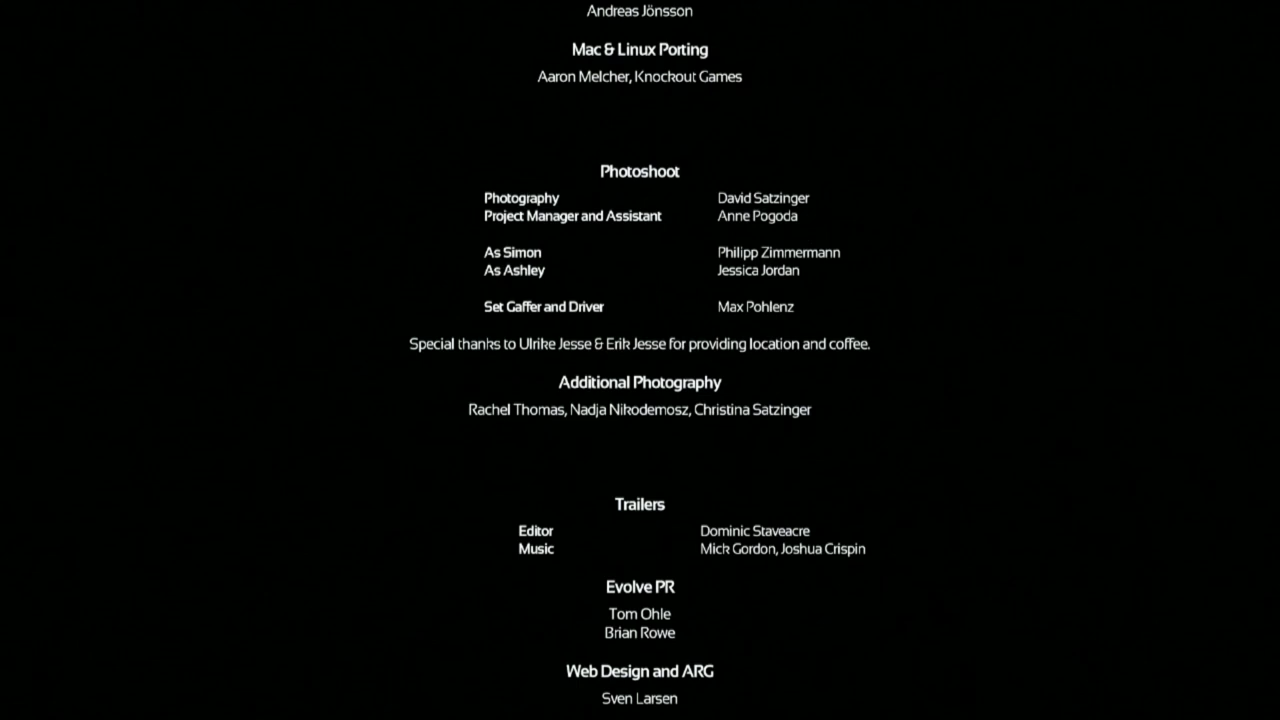 Andreas Jönsson
Mac & Linux Porting
Aaron Melcher, Knockout Games
Photoshoot
Photography David Satzinger
Project Manager and Assistant Anne Pogoda
As Simon Philipp Zimmermann
As Ashley Jessica Jordan
Set Gaffer and Driver Max Pohlenz
Special thanks to Ulrike Jesse & Erik Jesse for providing location and coffee.
Additional Photography
Rachel Thomas, Nadja Nikodemosz, Christina Satzinger
Trailers
Editor Dominic Staveacre
Music Mick Gordon, Joshua Crispin
Evolve PR
Tom Ohle
Brian Rowe
Web Design and ARG
Sven Larsen